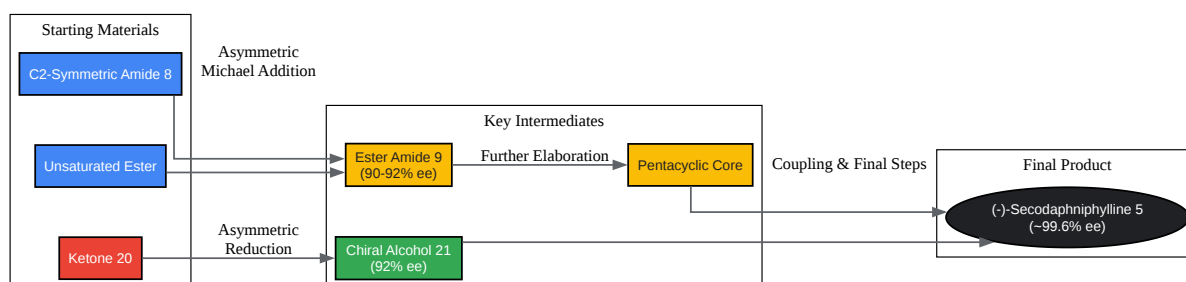 Starting Materials
C2-Symmetric Amide 8
Unsaturated Ester
Ketone 20
Asymmetric
Michael Addition
Asymmetric
Reduction
Key Intermediates
Ester Amide 9
(90-92% ee)
Further Elaboration
Pentacyclic Core
Chiral Alcohol 21
(92% ee)
Coupling & Final Steps
Final Product
(-)-Secodaphniphylline 5
(~99.6% ee)